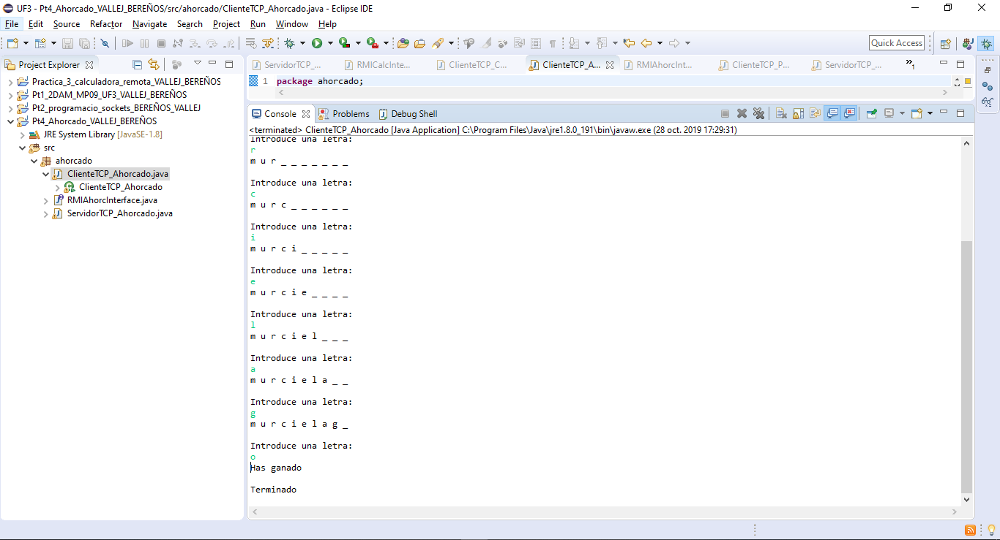 UF3 - Pt4_Ahorcado_VALLEJ_BEREÑOS/src/ahorcado/ClienteTCP_Ahorcado.java - Eclipse IDE
File Edit Source Refactor Navigate Search Project Run Window Help
Quick Access
Project Explorer
Practica_3_calculadora_remota_VALLEJ_BEREÑOS
Pt1_2DAM_MP09_UF3_VALLEJ_BEREÑOS
Pt2_programacio_sockets_BEREÑOS_VALLEJ
Pt4_Ahorcado_VALLEJ_BEREÑOS
JRE System Library [JavaSE-1.8]
src
ahorcado
ClienteTCP_Ahorcado.java
ClienteTCP_Ahorcado
RMIAhorcInterface.java
ServidorTCP_Ahorcado.java
ServidorTCP_... RMICalcInte... ClienteTCP_C... ClienteTCP_A... RMIAhorcInt... ClienteTCP_P... ServidorTCP_... »1
1 package ahorcado;
Console Problems Debug Shell
<terminated> ClienteTCP_Ahorcado [Java Application] C:\Program Files\Java\jre1.8.0_191\bin\javaw.exe (28 oct. 2019 17:29:31)
Introduce una letra:
r
m u r _ _ _ _ _ _ _
Introduce una letra:
c
m u r c _ _ _ _ _ _
Introduce una letra:
i
m u r c i _ _ _ _ _
Introduce una letra:
e
m u r c i e _ _ _ _
Introduce una letra:
l
m u r c i e l _ _ _
Introduce una letra:
a
m u r c i e l a _ _
Introduce una letra:
g
m u r c i e l a g _
Introduce una letra:
o
Has ganado
Terminado